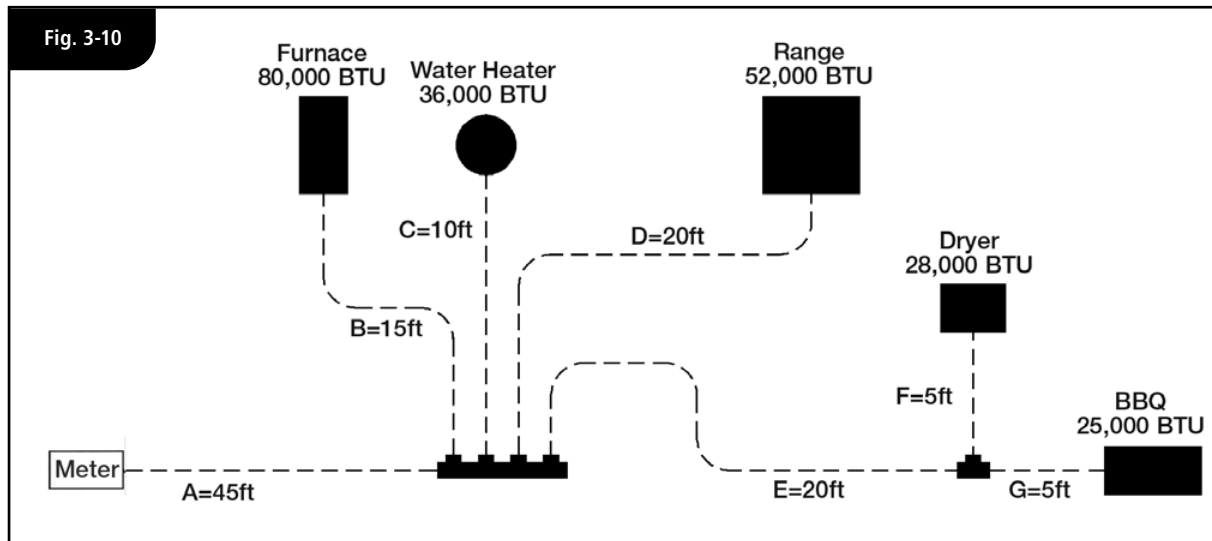 Fig. 3-10
Furnace
80,000 BTU
Water Heater
36,000 BTU
Range
52,000 BTU
C=10ft
D=20ft
Dryer
28,000 BTU
B=15ft
F=5ft
BBQ
25,000 BTU
Meter
A=45ft
E=20ft
G=5ft